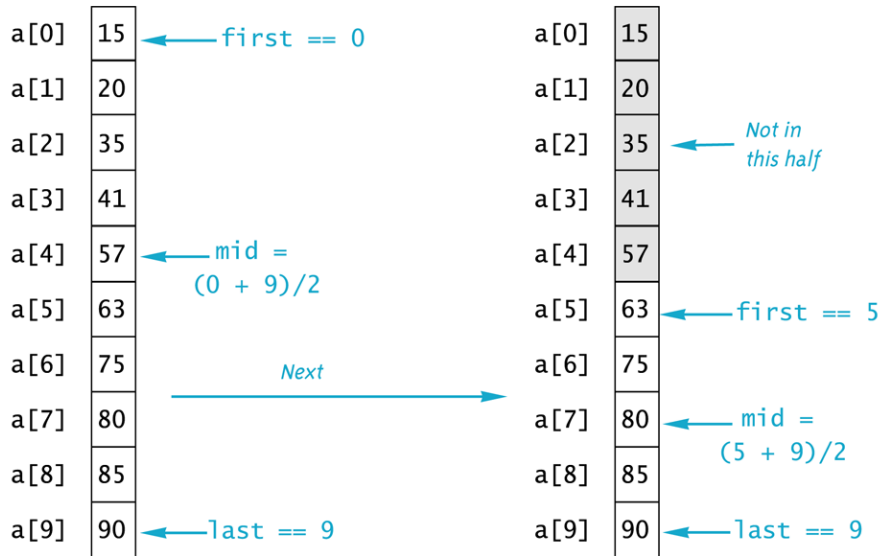 a[0] 15 first == 0
a[1] 20
a[2] 35
a[3] 41
a[4] 57 mid =
(0 + 9)/2
a[5] 63
a[6] 75
Next
a[7] 80
a[8] 85
a[9] 90 last == 9
a[0] 15
a[1] 20
a[2] 35 Not in
this half
a[3] 41
a[4] 57
a[5] 63 first == 5
a[6] 75
a[7] 80 mid =
(5 + 9)/2
a[8] 85
a[9] 90 last == 9